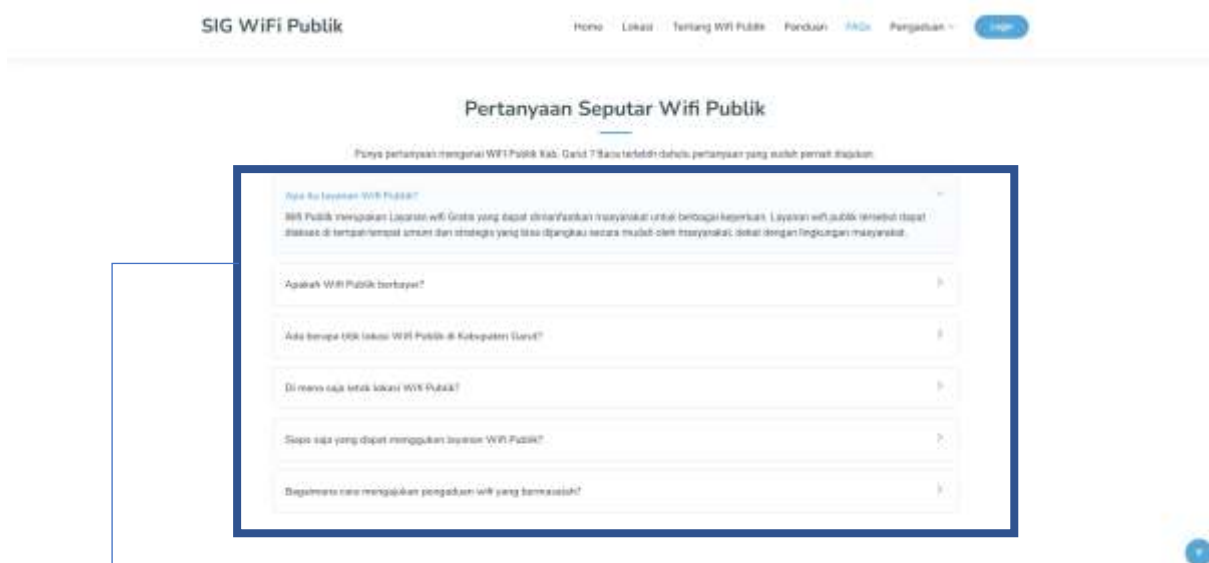 SIG WiFi Publik
Home Lokasi Tentang Wifi Publik Panduan FAQs Pengaduan Login
Pertanyaan Seputar Wifi Publik
Punya pertanyaan mengenai WIFI Publik Kab. Garut ? Baca terlebih dahulu pertanyaan yang sudah pernah diajukan.
Apa itu layanan Wifi Publik?
Wifi Publik merupakan Layanan wifi Gratis yang dapat dimanfaatkan masyarakat untuk berbagai keperluan. Layanan wifi publik tersebut dapat
diakses di tempat-tempat umum dan strategis yang bisa dijangkau secara mudah oleh masyarakat, dekat dengan lingkungan masyarakat.
Apakah Wifi Publik berbayar?
Ada berapa titik lokasi Wifi Publik di Kabupaten Garut?
Di mana saja letak lokasi Wifi Publik?
Siapa saja yang dapat menggukan layanan Wifi Publik?
Bagaimana cara mengajukan pengaduan wifi yang bermasalah?